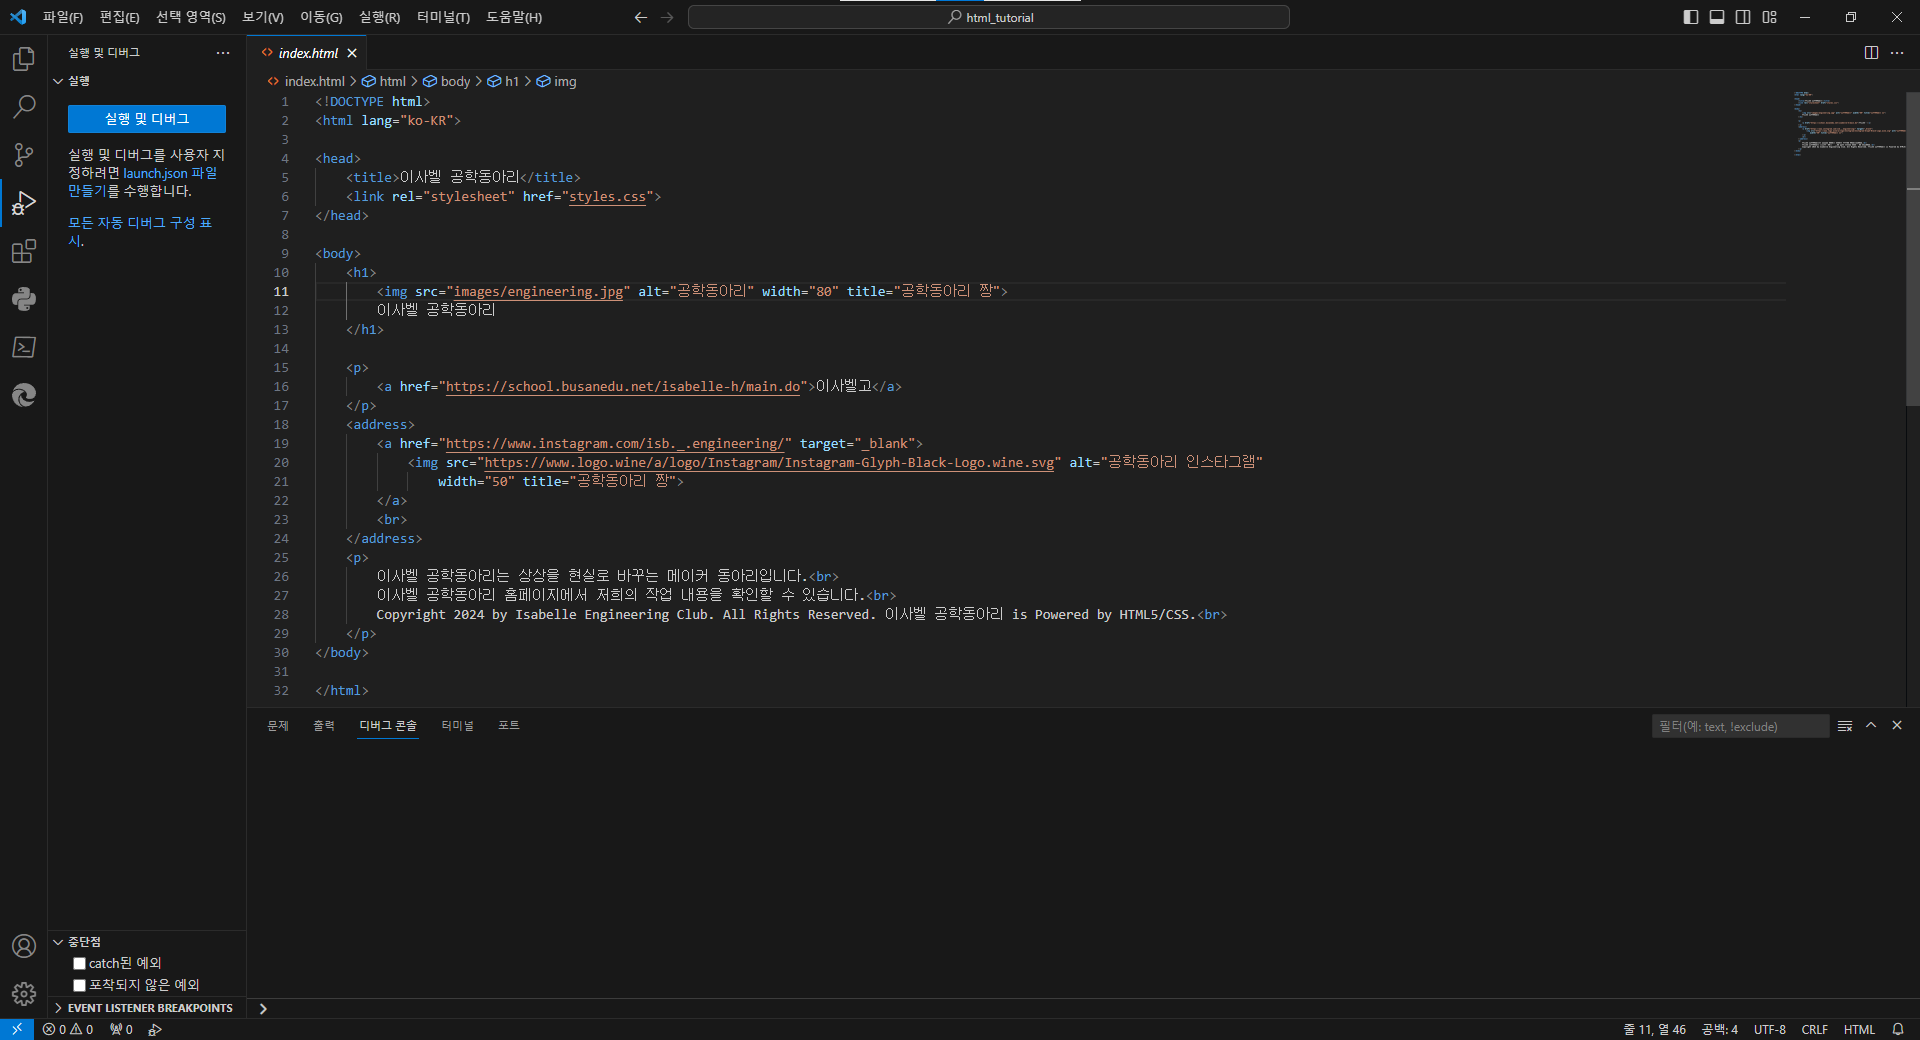 파일(F) 편집(E) 선택 영역(S) 보기(V) 이동(G) 실행(R) 터미널(T) 도움말(H) html_tutorial
실행 및 디버그
실행
실행 및 디버그
실행 및 디버그를 사용자 지
정하려면 launch.json 파일
만들기를 수행합니다.
모든 자동 디버그 구성 표
시.
index.html
index.html > html > body > h1 > img
1 <!DOCTYPE html>
2 <html lang="ko-KR">
3
4 <head>
5 <title>이사벨 공학동아리</title>
6 <link rel="stylesheet" href="styles.css">
7 </head>
8
9 <body>
10 <h1>
11 <img src="images/engineering.jpg" alt="공학동아리" width="80" title="공학동아리 짱">
12 이사벨 공학동아리
13 </h1>
14
15 <p>
16 <a href="https://school.busanedu.net/isabelle-h/main.do">이사벨고</a>
17 </p>
18 <address>
19 <a href="https://www.instagram.com/isb._.engineering/" target="_blank">
20 <img src="https://www.logo.wine/a/logo/Instagram/Instagram-Glyph-Black-Logo.wine.svg" alt="공학동아리 인스타그램"
21 width="50" title="공학동아리 짱">
22 </a>
23 <br>
24 </address>
25 <p>
26 이사벨 공학동아리는 상상을 현실로 바꾸는 메이커 동아리입니다.<br>
27 이사벨 공학동아리 홈페이지에서 저희의 작업 내용을 확인할 수 있습니다.<br>
28 Copyright 2024 by Isabelle Engineering Club. All Rights Reserved. 이사벨 공학동아리 is Powered by HTML5/CSS.<br>
29 </p>
30 </body>
31
32 </html>
문제 출력 디버그 콘솔 터미널 포트 필터(예: text, !exclude)
중단점
catch된 예외
포착되지 않은 예외
EVENT LISTENER BREAKPOINTS
0 0 0 줄 11, 열 46 공백: 4 UTF-8 CRLF HTML